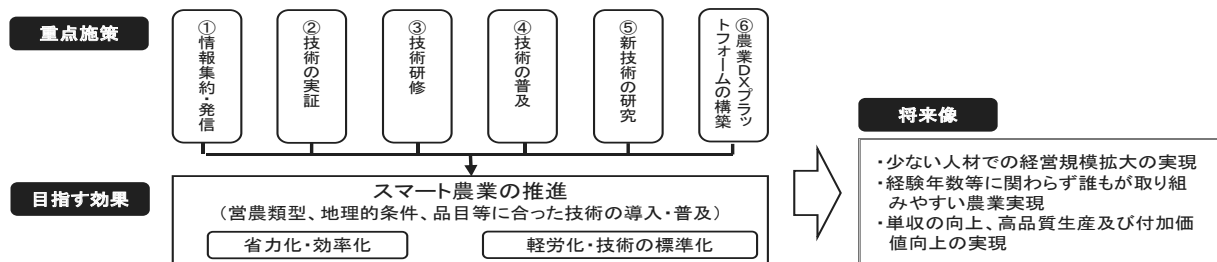 重点施策
①情報集約・発信
②技術の実証
③技術研修
④技術の普及
⑤新技術の研究
⑥農業DXプラッ
トフォームの構築
目指す効果
スマート農業の推進
(営農類型、地理的条件、品目等に合った技術の導入・普及)
省力化・効率化
軽労化・技術の標準化
将来像
・少ない人材での経営規模拡大の実現
・経験年数等に関わらず誰もが取り組
みやすい農業実現
・単収の向上、高品質生産及び付加価
値向上の実現